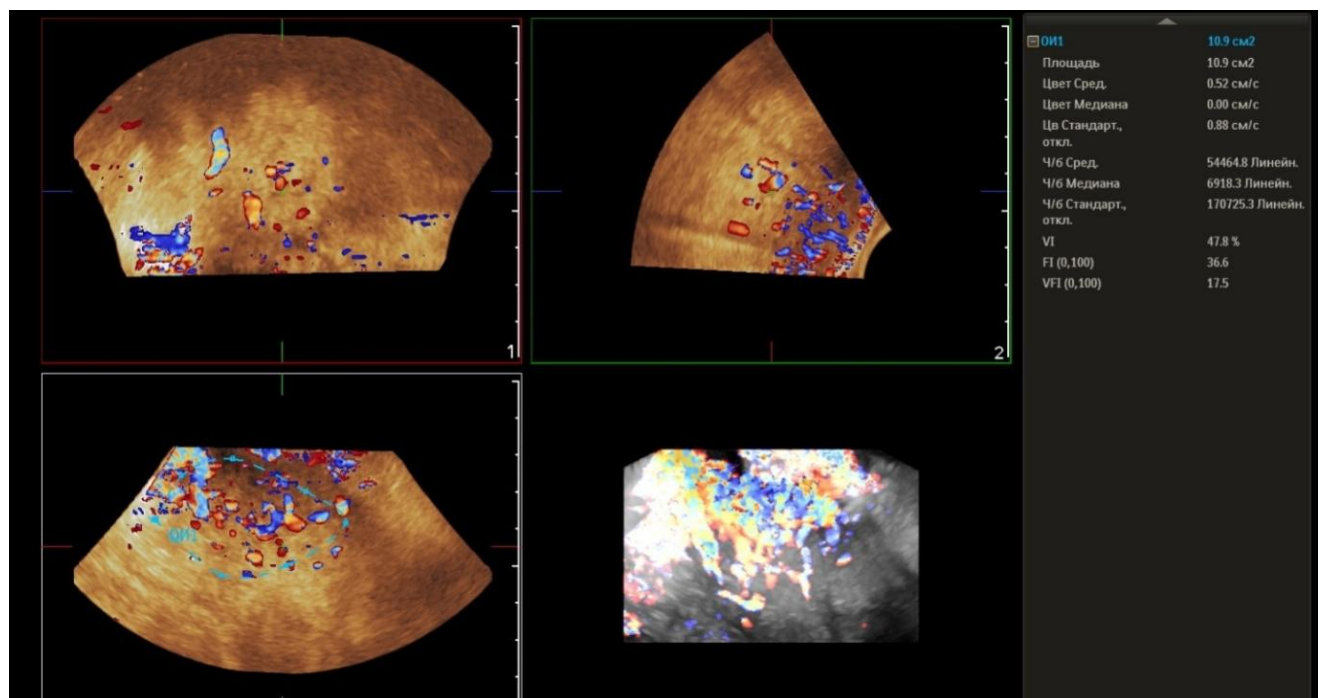 1
2
ОИ1
ОИ1 10.9 см2
Площадь 10.9 см2
Цвет Сред. 0.52 см/с
Цвет Медиана 0.00 см/с
Цв Стандарт., 0.88 см/с
откл.
Ч/б Сред. 54464.8 Линейн.
Ч/б Медиана 6918.3 Линейн.
Ч/б Стандарт., 170725.3 Линейн.
откл.
VI 47.8 %
FI (0,100) 36.6
VFI (0,100) 17.5